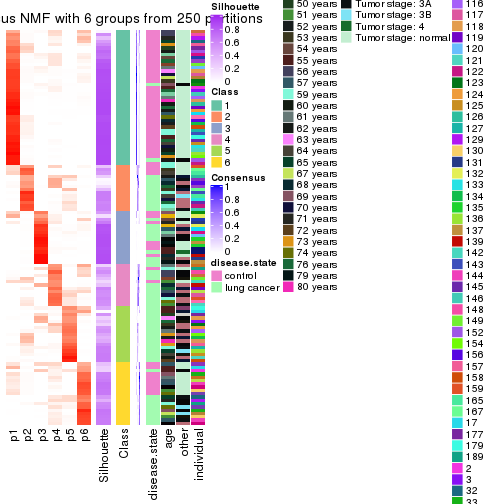 us NMF with 6 groups from 250 partitions
p1
p2
p3
p4
p5
p6
Silhouette
Class
disease.state
age
other
individual
Silhouette
1
0.8
0.6
0.4
0.2
0
Class
1
2
3
4
5
6
Consensus
1
0.8
0.6
0.4
0.2
0
disease.state
control
lung cancer
50 years
51 years
52 years
53 years
54 years
55 years
56 years
57 years
59 years
60 years
61 years
62 years
63 years
64 years
65 years
66 years
67 years
68 years
69 years
70 years
71 years
72 years
73 years
74 years
76 years
78 years
79 years
80 years
Tumor stage: 3A
Tumor stage: 3B
Tumor stage: 4
Tumor stage: normal
116
117
118
119
120
121
122
123
124
125
126
127
129
130
131
132
133
134
135
136
137
139
142
143
144
145
146
148
149
152
154
156
157
158
159
165
167
17
177
179
189
2
3
32
33